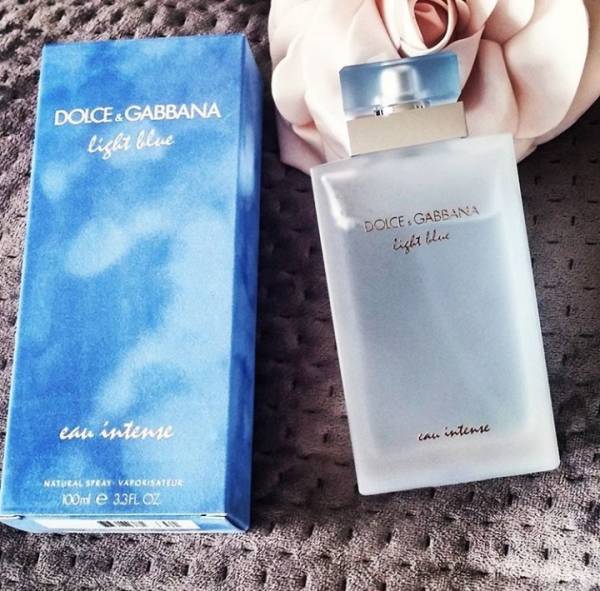 DOLCE & GABBANA
light blue
eau intense
NATURAL SPRAY · VAPORISATEUR
100ml e 3.3FL OZ
DOLCE & GABBANA
light blue
eau intense